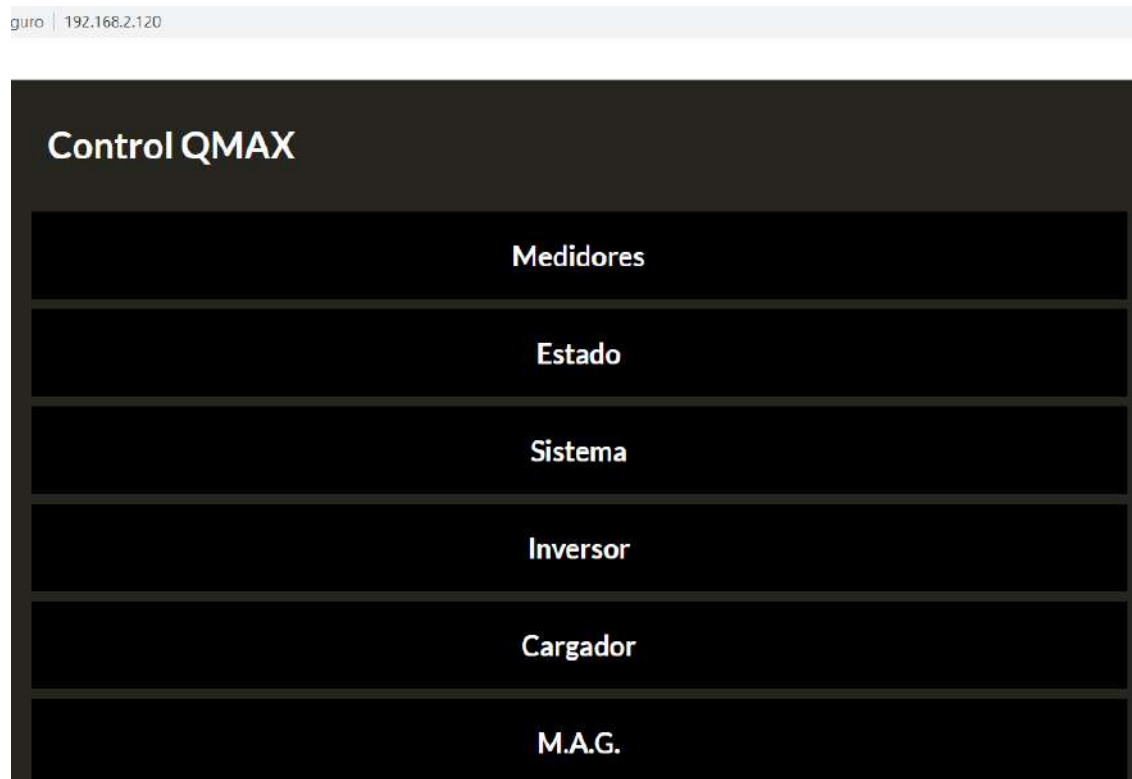 guro | 192.168.2.120
Control QMAX
Medidores
Estado
Sistema
Inversor
Cargador
M.A.G.